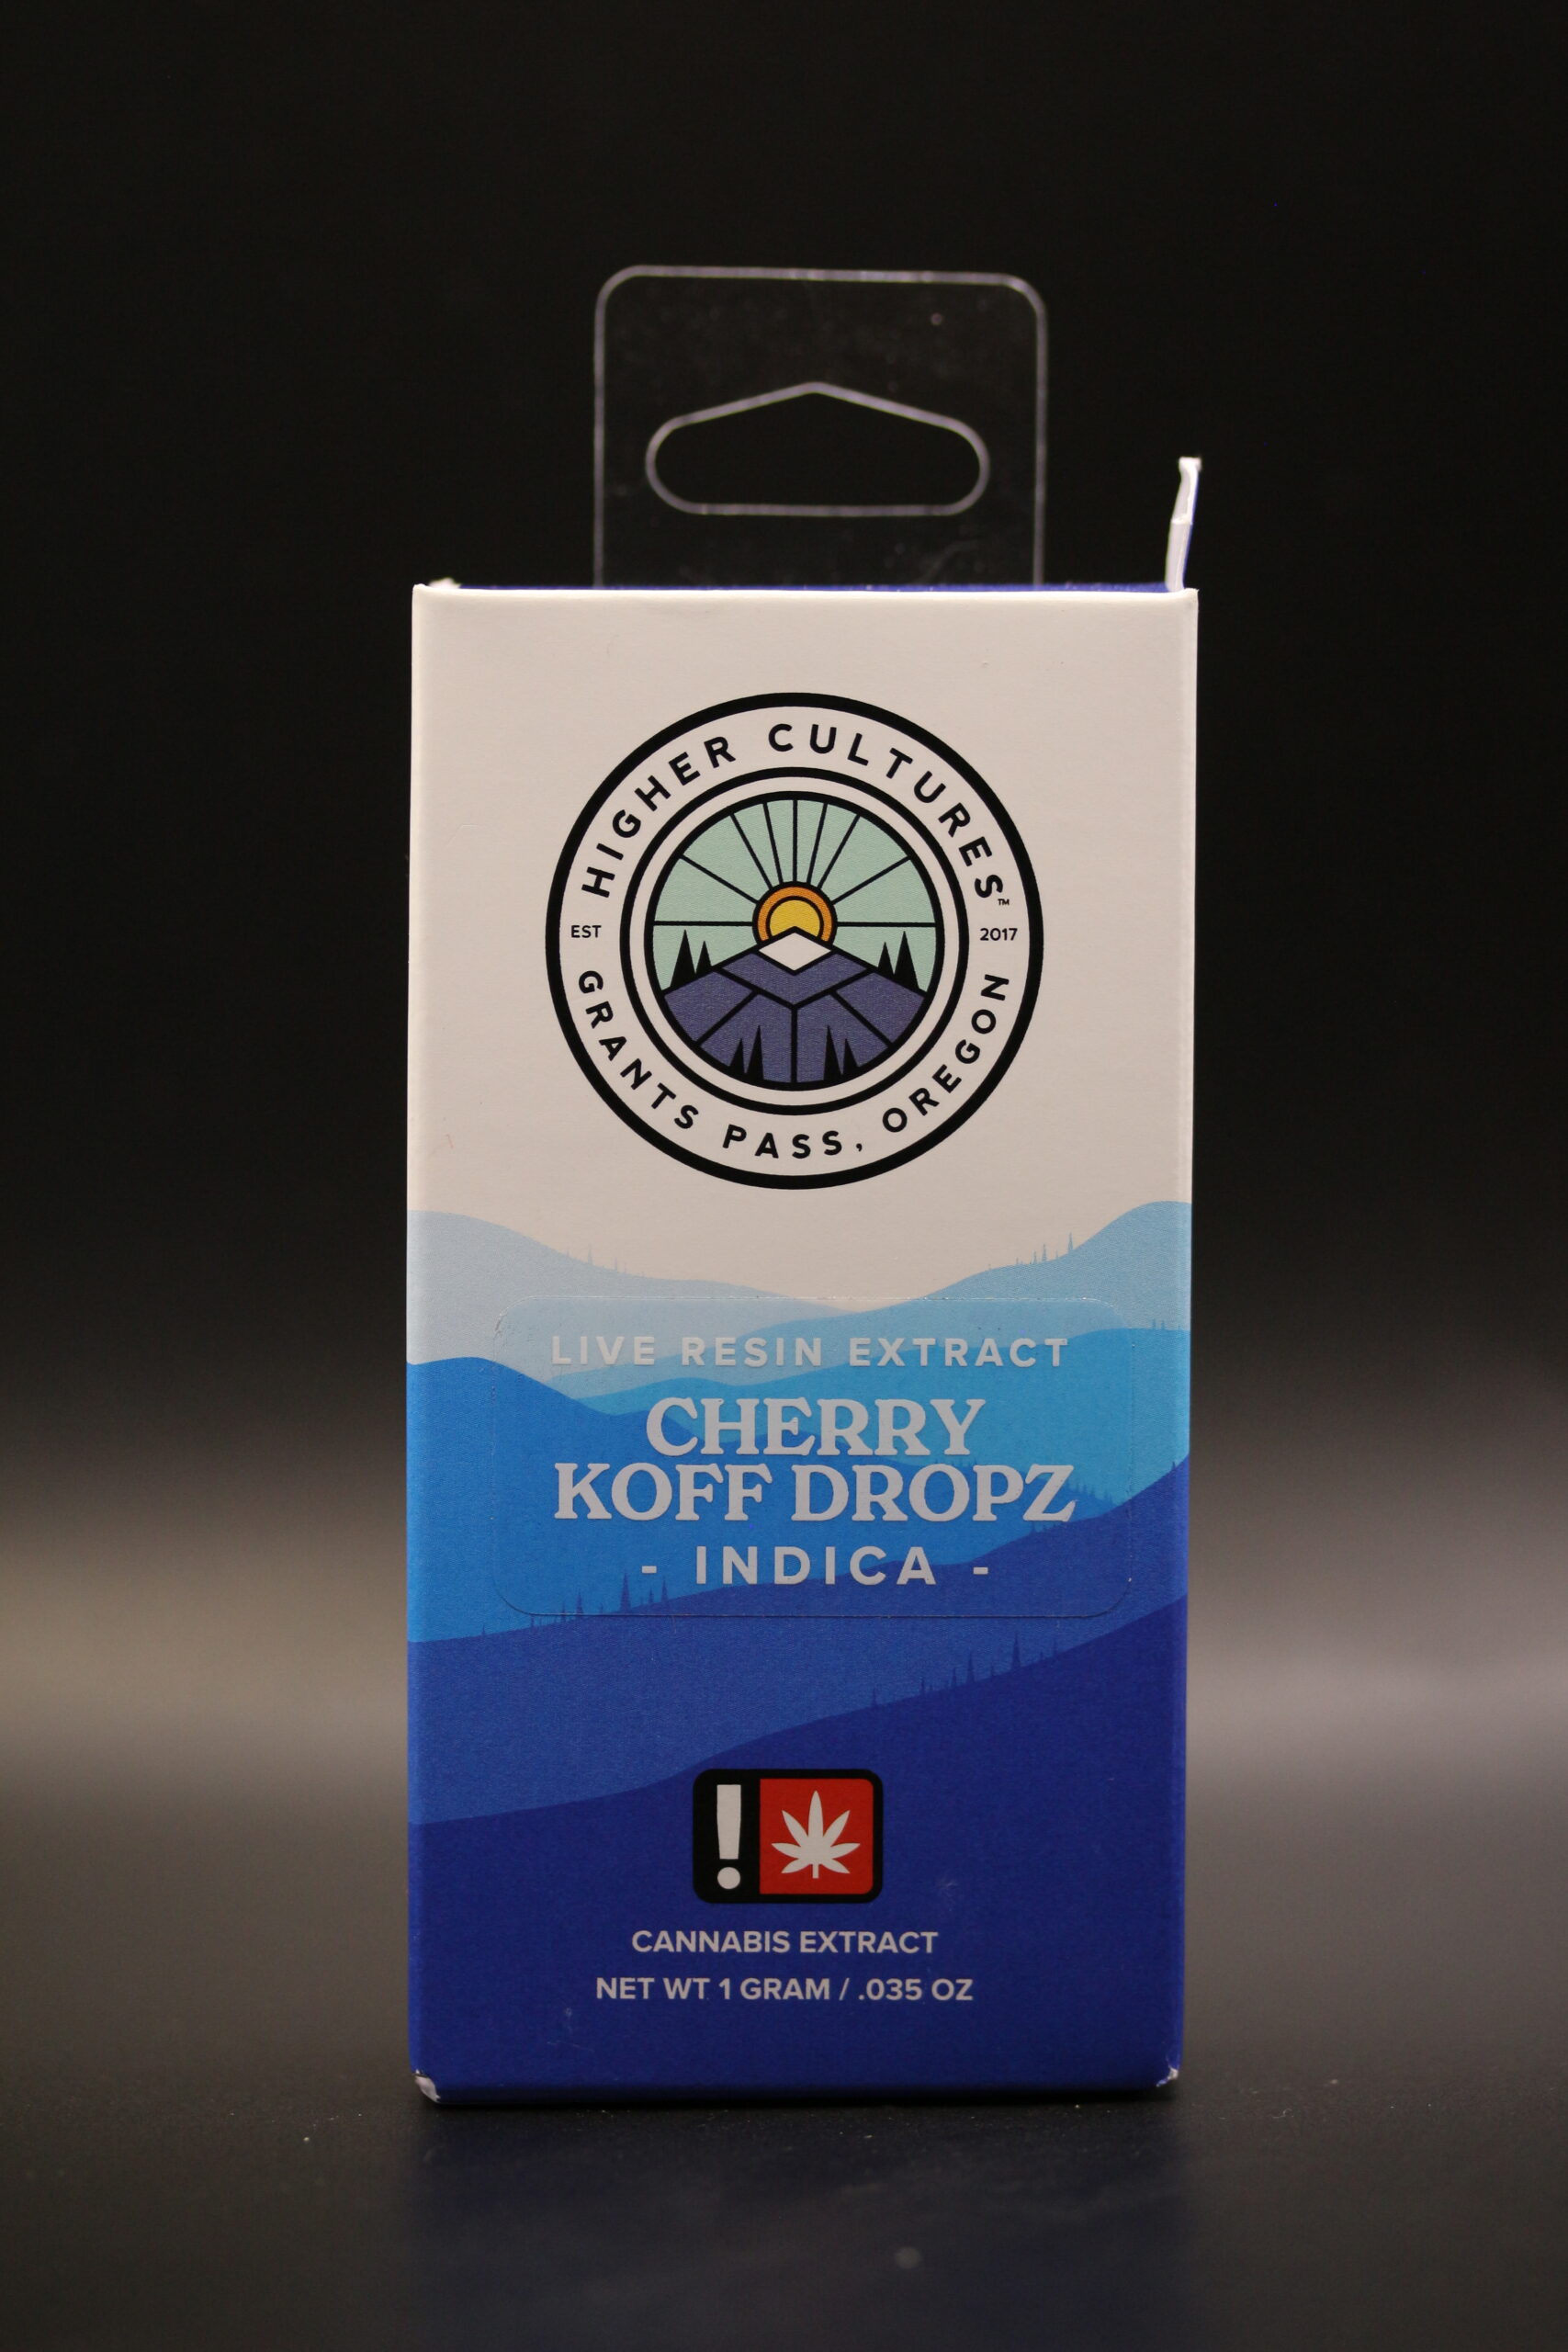 HIGHER CULTURES™
EST 2017
GRANTS PASS, OREGON
LIVE RESIN EXTRACT
CHERRY
KOFF DROPZ
- INDICA -
!
CANNABIS EXTRACT
NET WT 1 GRAM / .035 OZ